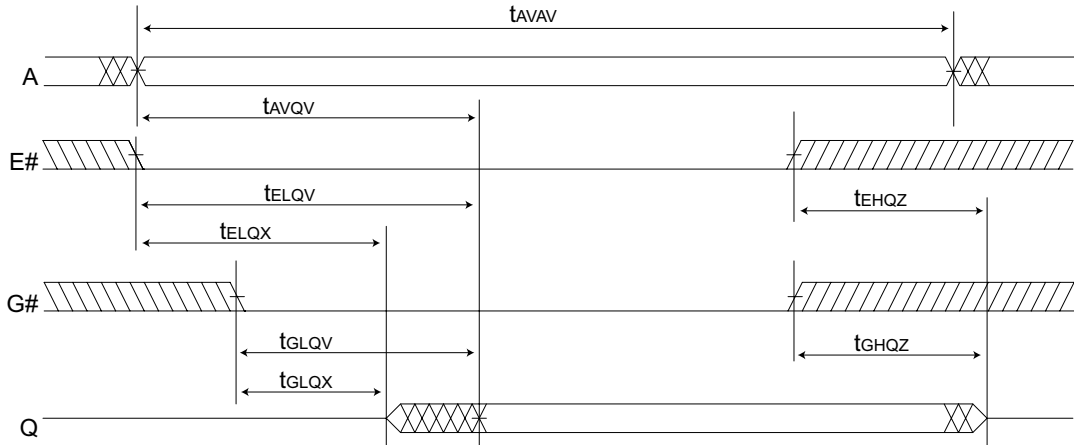 tAVAV
A
tAVQV
E#
tELQV
tEHQZ
tELQX
G#
tGLQV
tGHQZ
tGLQX
Q